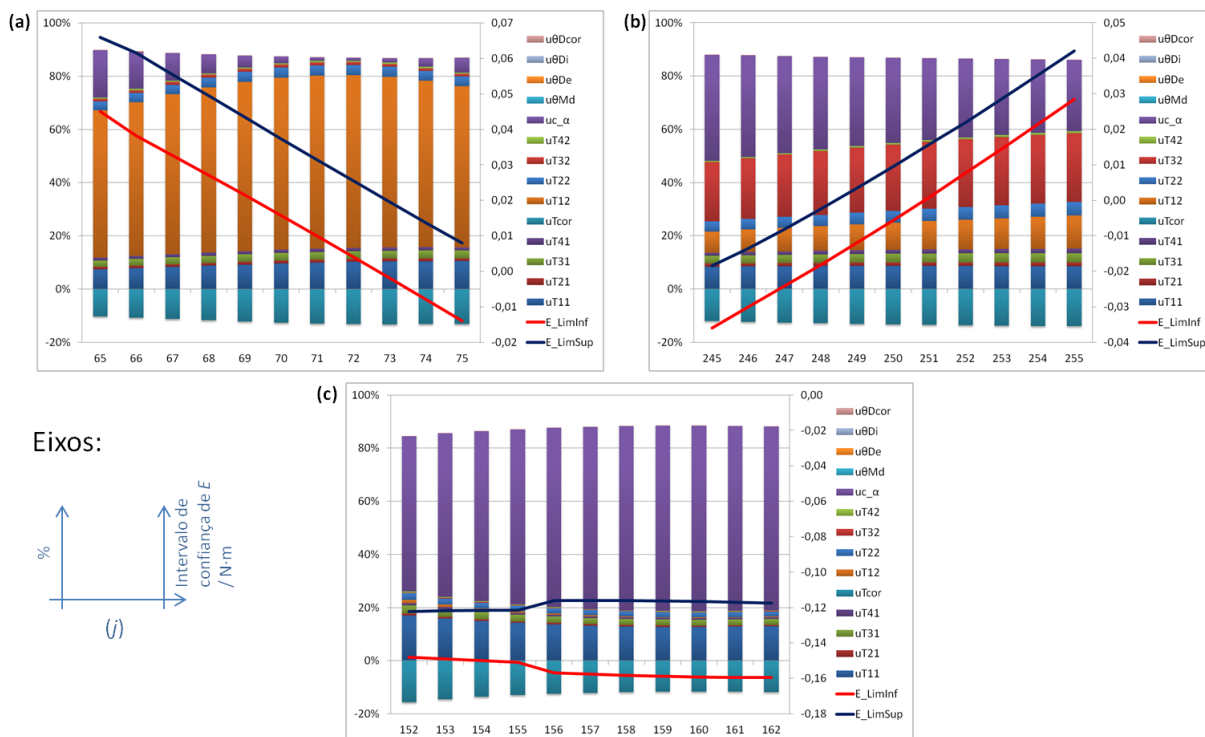 (a)
100%
80%
60%
40%
20%
0%
-20%
0,07
0,06
0,05
0,04
0,03
0,02
0,01
0,00
-0,01
-0,02
65 66 67 68 69 70 71 72 73 74 75
uθDcor
uθDi
uθDe
uθMd
uc_α
uT42
uT32
uT22
uT12
uTcor
uT41
uT31
uT21
uT11
E_LimInf
E_LimSup
(b)
100%
80%
60%
40%
20%
0%
-20%
0,05
0,04
0,03
0,02
0,01
0,00
-0,01
-0,02
-0,03
-0,04
245 246 247 248 249 250 251 252 253 254 255
uθDcor
uθDi
uθDe
uθMd
uc_α
uT42
uT32
uT22
uT12
uTcor
uT41
uT31
uT21
uT11
E_LimInf
E_LimSup
(c)
100%
80%
60%
40%
20%
0%
-20%
0,00
-0,02
-0,04
-0,06
-0,08
-0,10
-0,12
-0,14
-0,16
-0,18
152 153 154 155 156 157 158 159 160 161 162
uθDcor
uθDi
uθDe
uθMd
uc_α
uT42
uT32
uT22
uT12
uTcor
uT41
uT31
uT21
uT11
E_LimInf
E_LimSup
Eixos:
%
Intervalo de
confiança de E
/ N·m
(j)